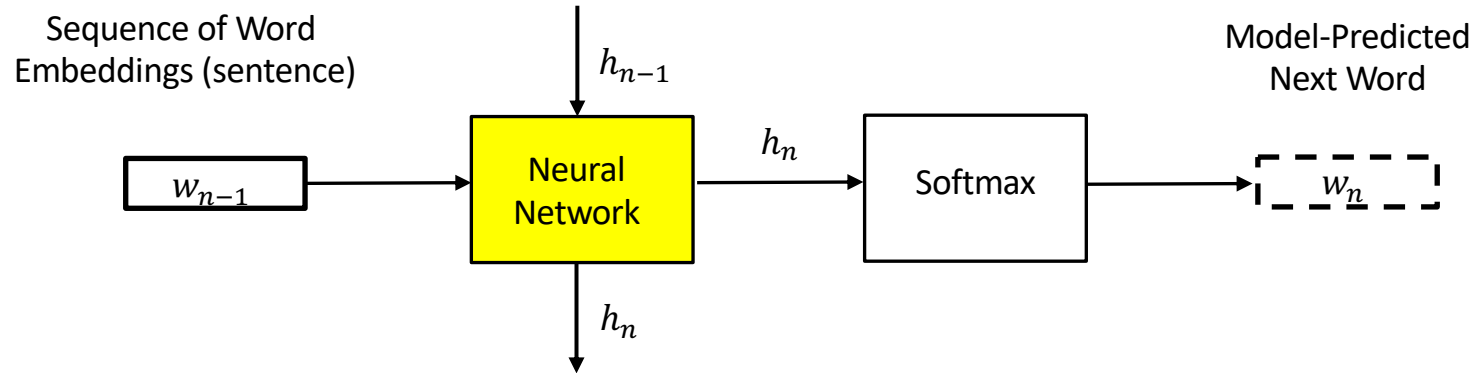 Sequence of Word
Embeddings (sentence)
h_{n-1}
Model-Predicted
Next Word
w_{n-1}
Neural
Network
h_n
Softmax
w_n
h_n